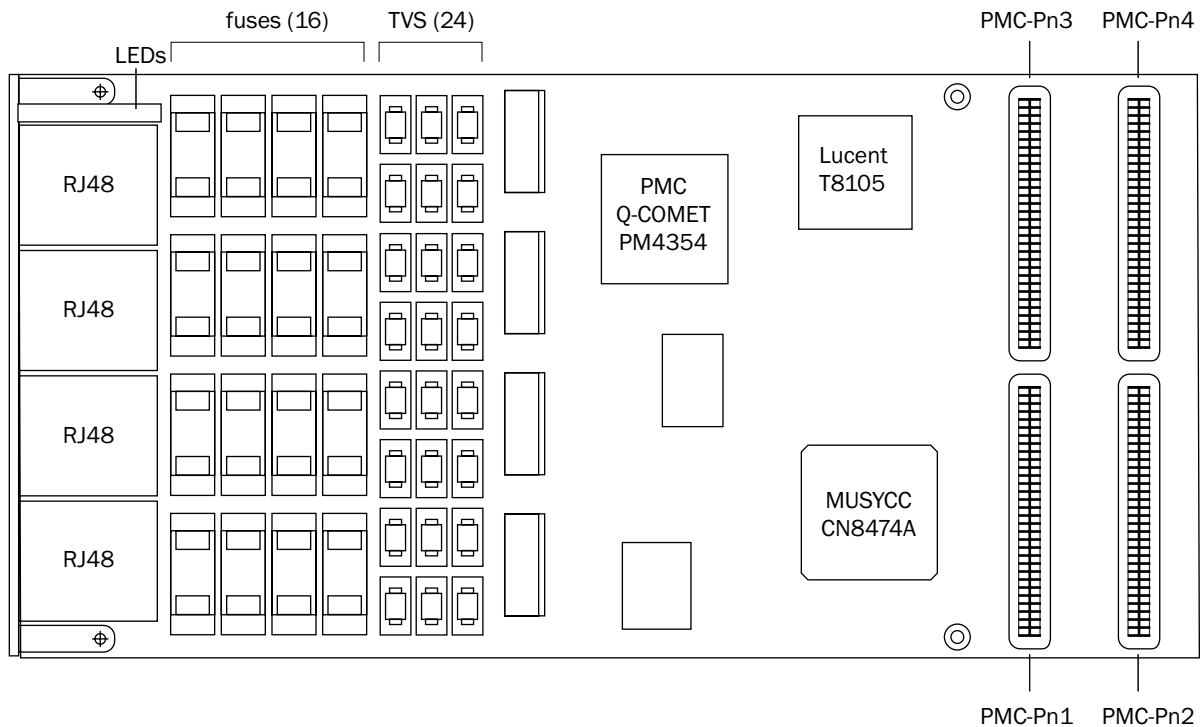 fuses (16)
TVS (24)
PMC-Pn3
PMC-Pn4
LEDs
RJ48
RJ48
RJ48
RJ48
PMC
Q-COMET
PM4354
Lucent
T8105
MUSYCC
CN8474A
PMC-Pn1
PMC-Pn2